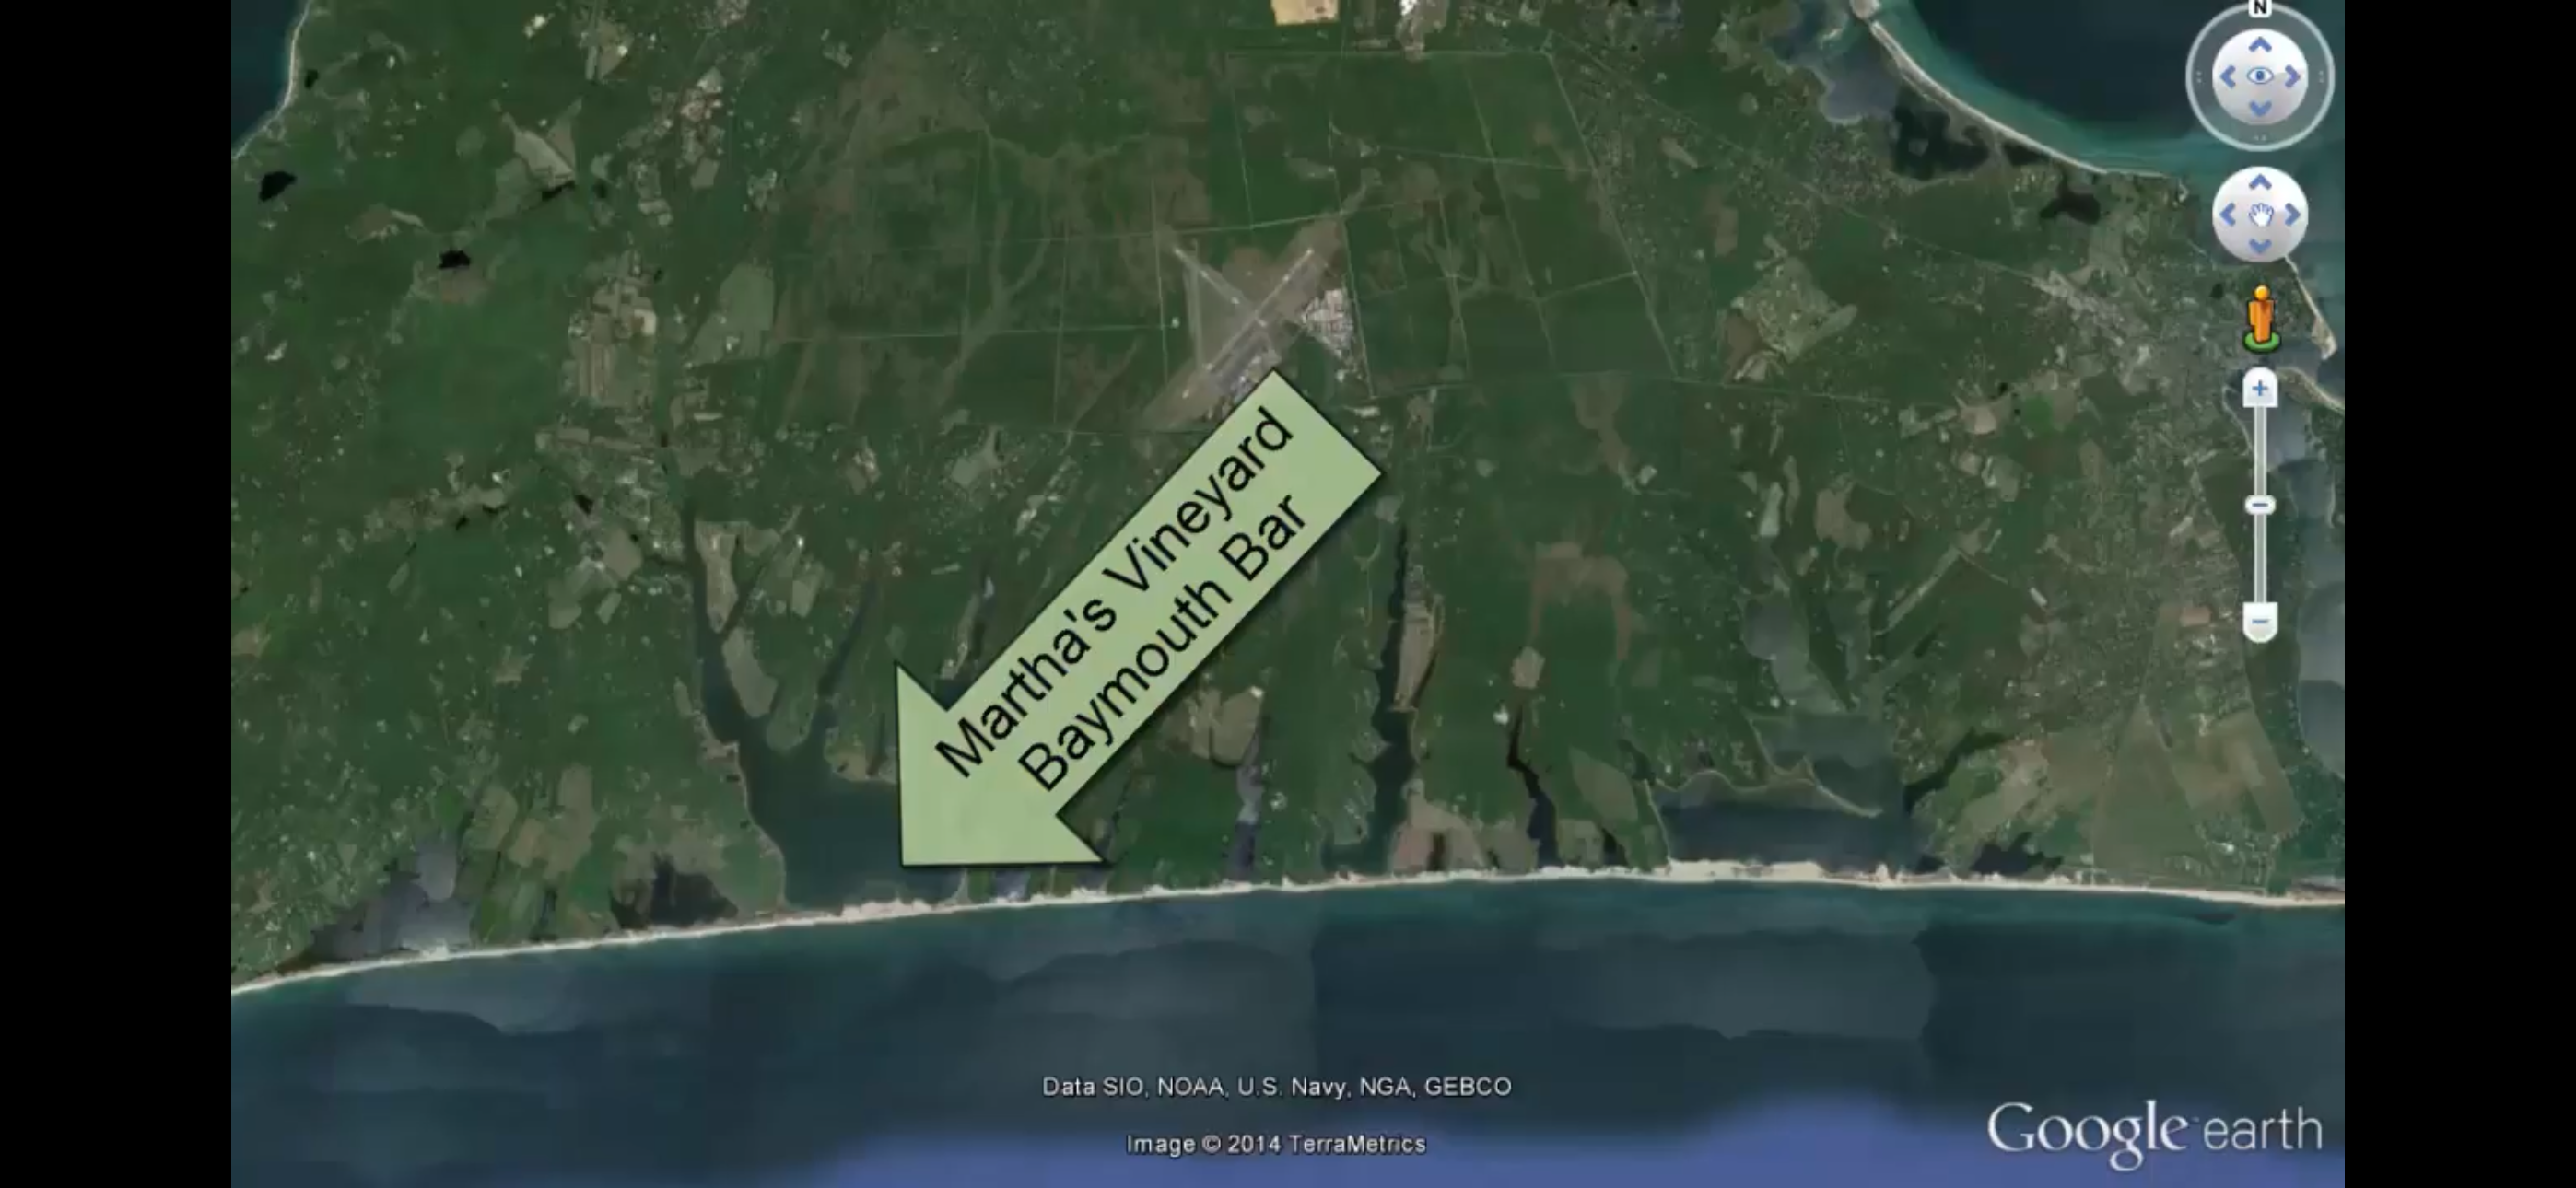 N
Martha's Vineyard
Baymouth Bar
Data SIO, NOAA, U.S. Navy, NGA, GEBCO
Image © 2014 TerraMetrics
Google earth